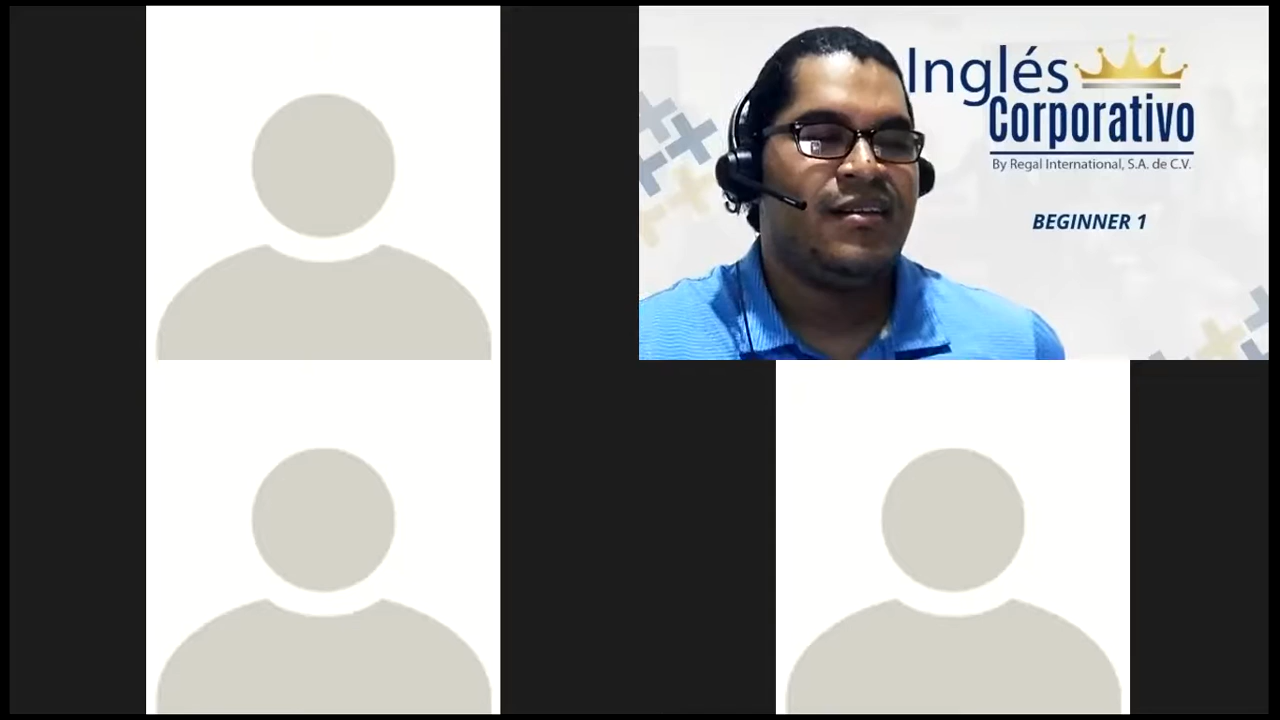 Inglés
Corporativo
By Regal International, S.A. de C.V.
BEGINNER 1